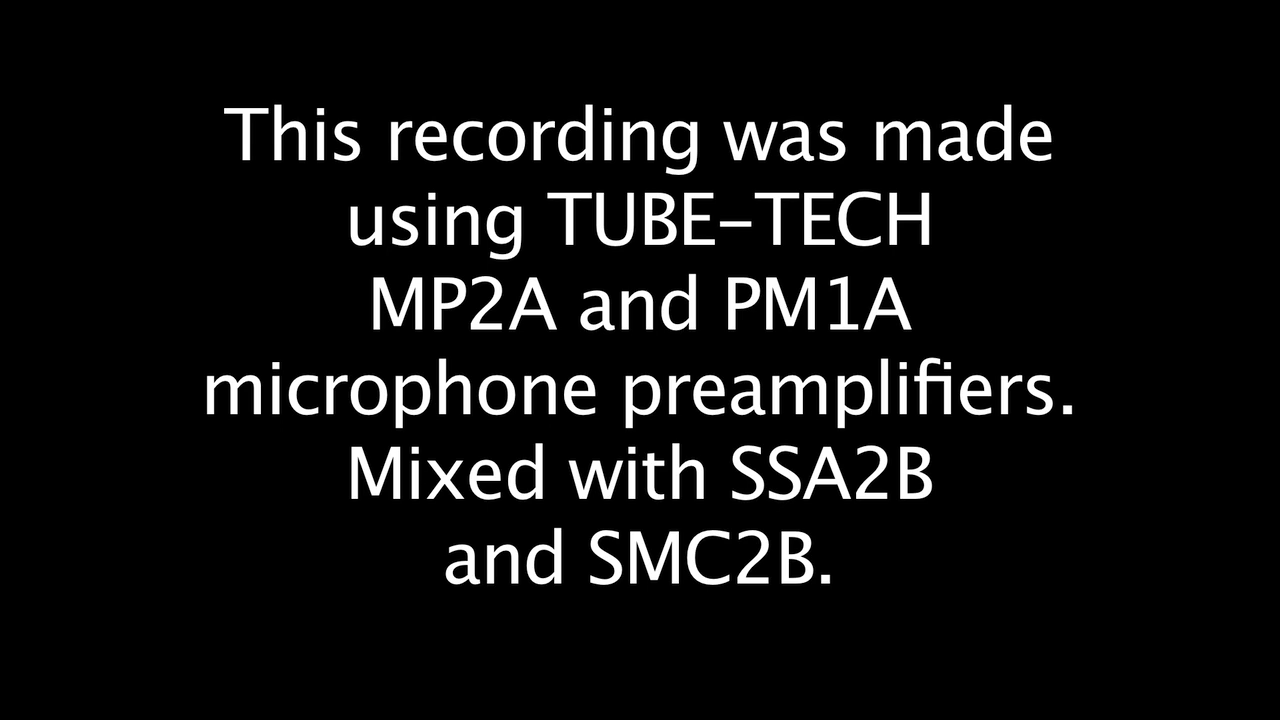 This recording was made
using TUBE-TECH
MP2A and PM1A
microphone preamplifiers.
Mixed with SSA2B
and SMC2B.